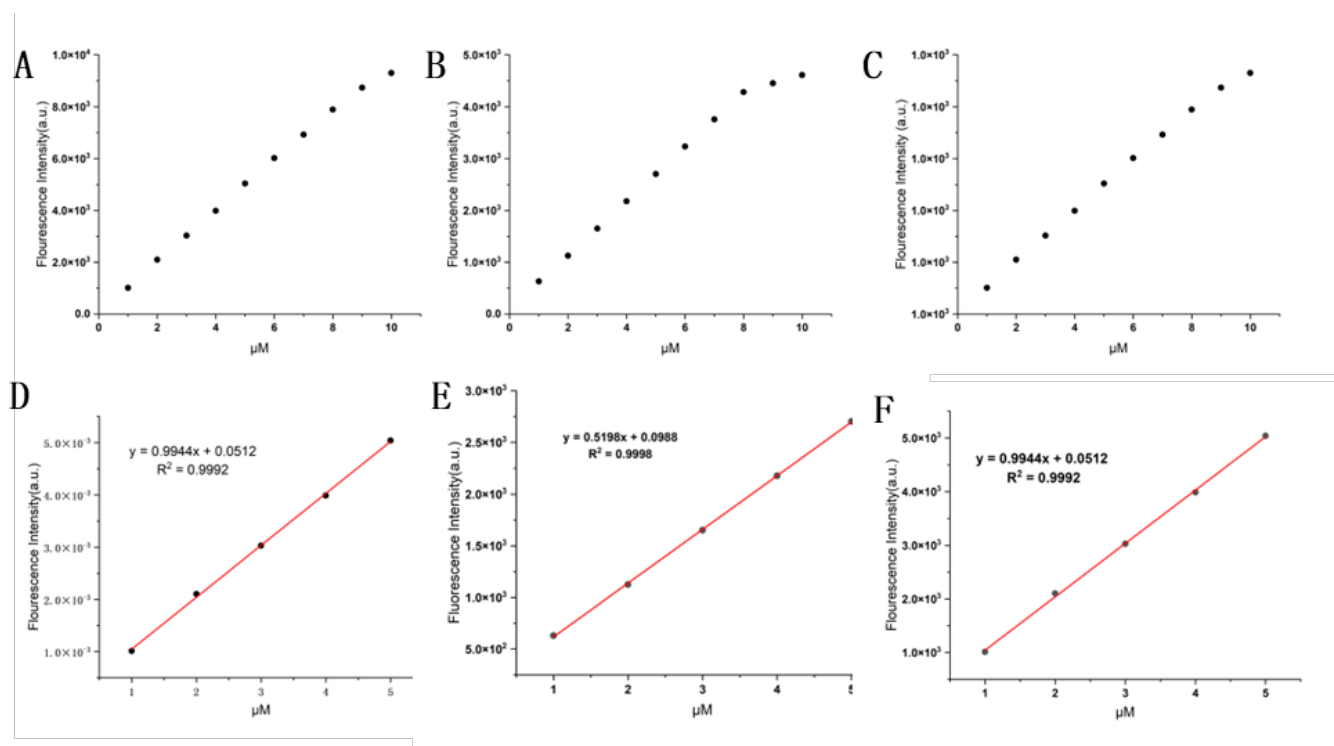 A
Flourescence Intensity(a.u.)
1.0×10⁴
8.0×10³
6.0×10³
4.0×10³
2.0×10³
0.0
0 2 4 6 8 10
µM
B
Flourescence Intensity(a.u.)
5.0×10³
4.0×10³
3.0×10³
2.0×10³
1.0×10³
0.0
0 2 4 6 8 10
µM
C
Flourescence Intensity (a.u.)
1.0×10³
1.0×10³
1.0×10³
1.0×10³
1.0×10³
1.0×10³
0 2 4 6 8 10
µM
D
Flourescence Intensity(a.u.)
y = 0.9944x + 0.0512
R² = 0.9992
5.0×10⁻³
4.0×10⁻³
3.0×10⁻³
2.0×10⁻³
1.0×10⁻³
1 2 3 4 5
µM
E
Fluorescence Intensity(a.u.)
y = 0.5198x + 0.0988
R² = 0.9998
3.0×10³
2.5×10³
2.0×10³
1.5×10³
1.0×10³
5.0×10²
1 2 3 4 5
µM
F
Flourescence Intensity(a.u.)
y = 0.9944x + 0.0512
R² = 0.9992
5.0×10³
4.0×10³
3.0×10³
2.0×10³
1.0×10³
1 2 3 4 5
µM